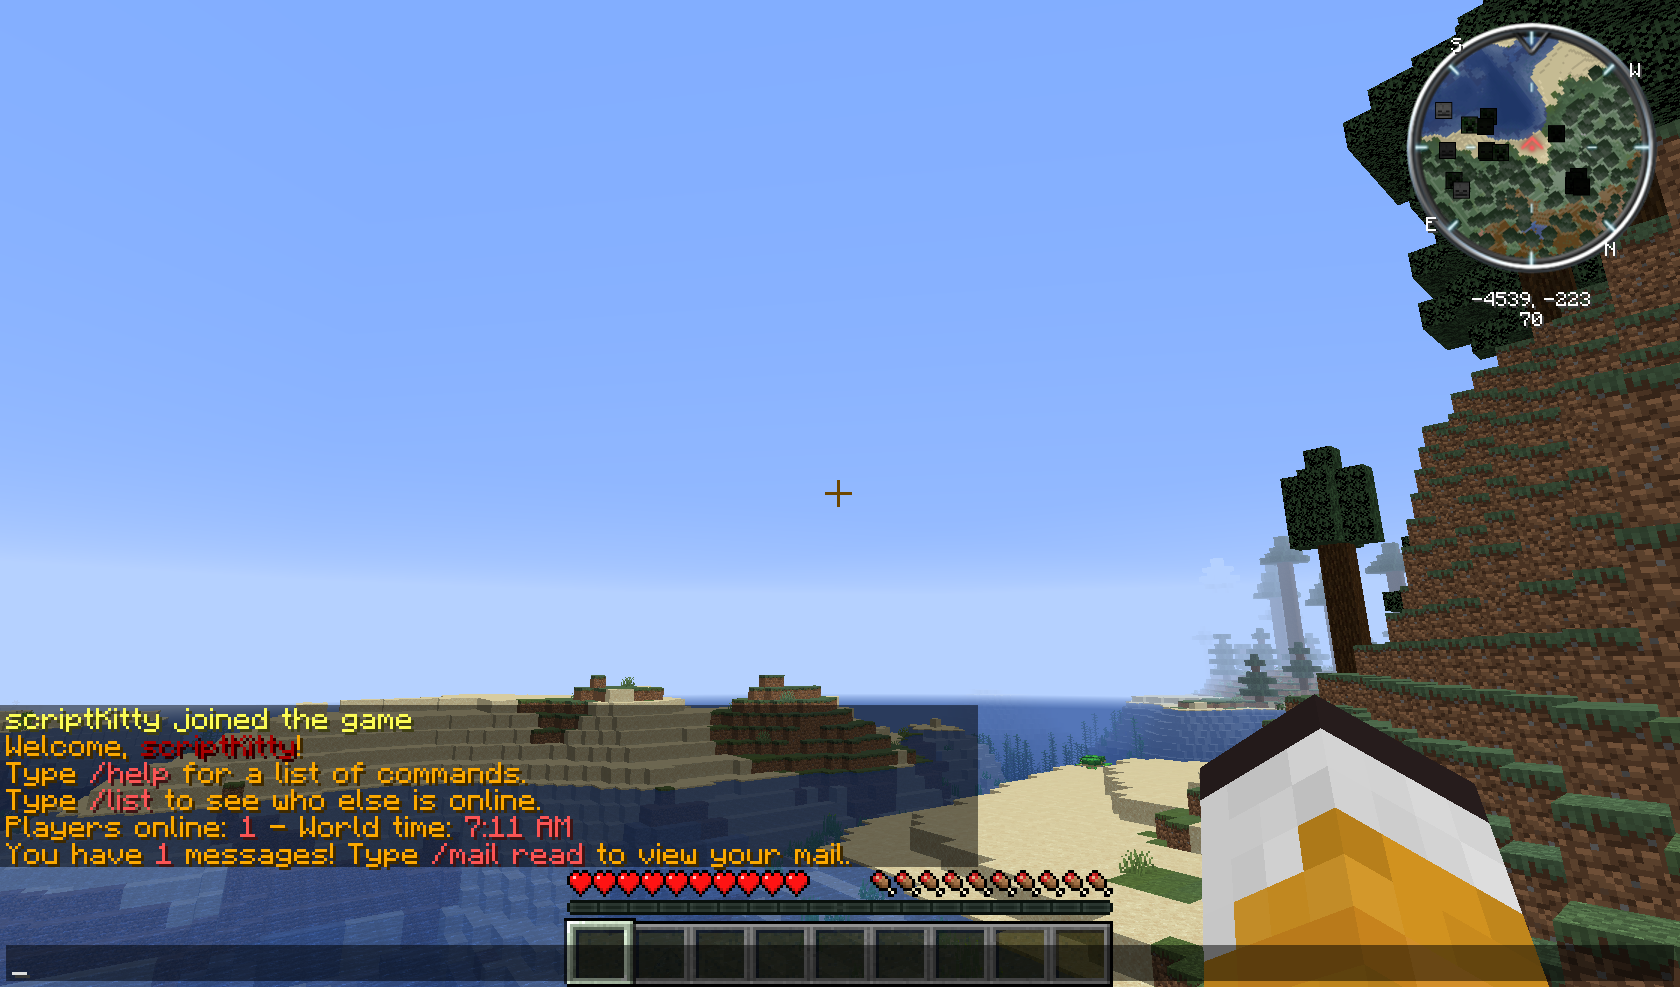 S
W
E
N
-4539, -223
70
scriptKitty joined the game
Welcome, scriptKitty!
Type /help for a list of commands.
Type /list to see who else is online.
Players online: 1 - World time: 7:11 AM
You have 1 messages! Type /mail read to view your mail.
_